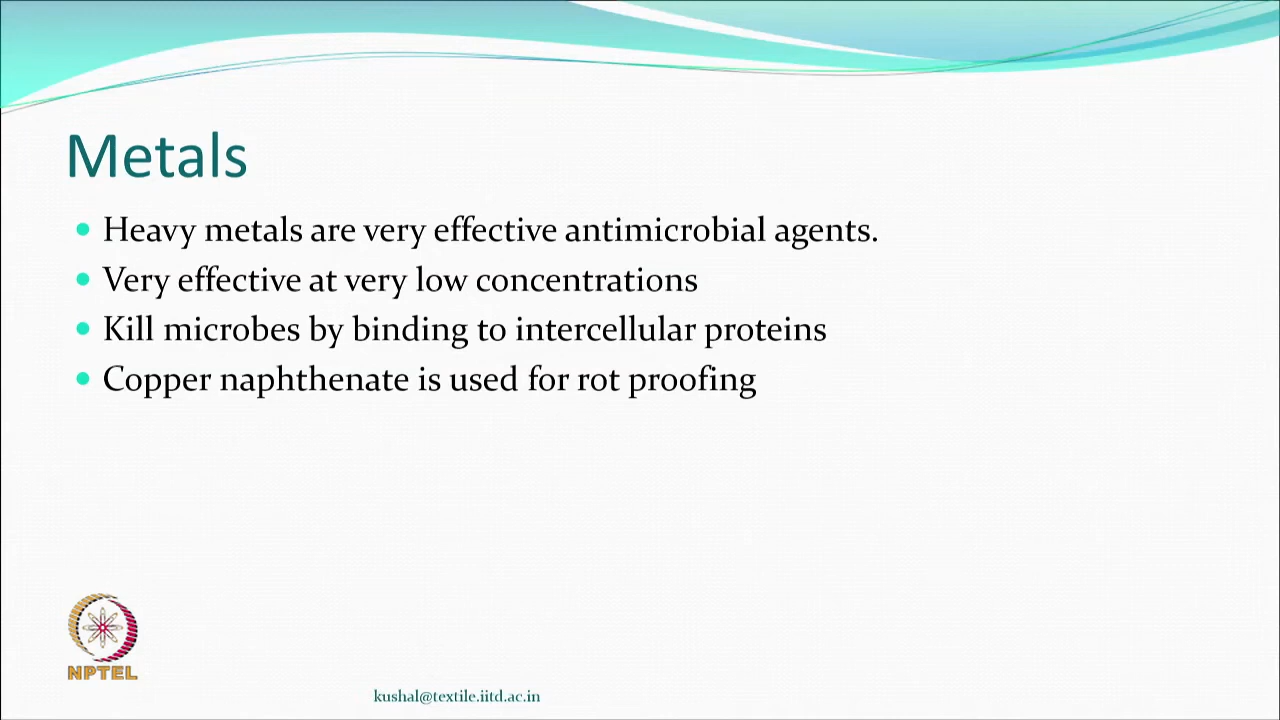 Metals
Heavy metals are very effective antimicrobial agents.
Very effective at very low concentrations
Kill microbes by binding to intercellular proteins
Copper naphthenate is used for rot proofing
NPTEL
kushal@textile.iitd.ac.in